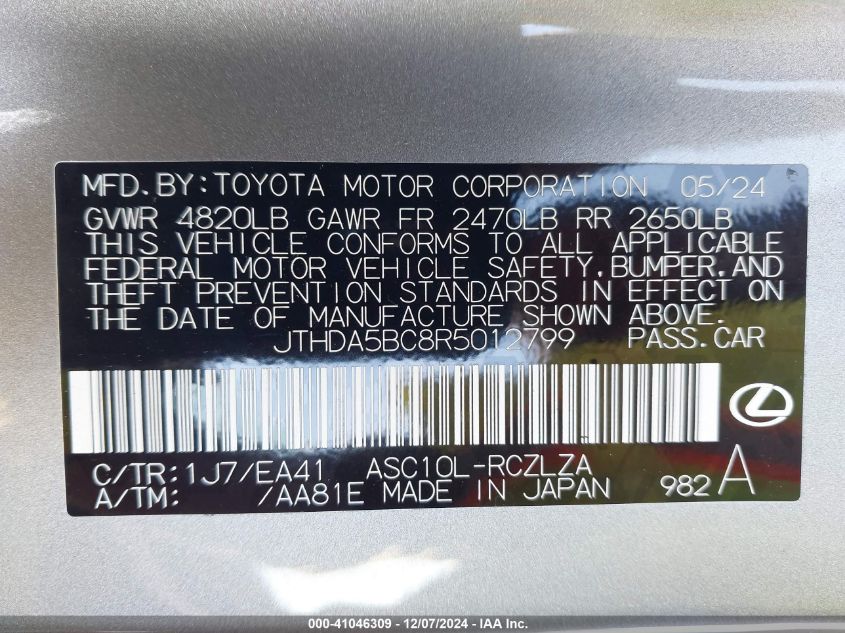 MFD.BY:TOYOTA MOTOR CORPORATION 05/24
GVWR 4820LB GAWR FR 2470LB RR 2650LB
THIS VEHICLE CONFORMS TO ALL APPLICABLE
FEDERAL MOTOR VEHICLE SAFETY,BUMPER,AND
THEFT PREVENTION STANDARDS IN EFFECT ON
THE DATE OF MANUFACTURE SHOWN ABOVE.
JTHDA5BC8R5012799 PASS.CAR
C/TR:1J7/EA41 ASC10L-RCZLZA
A/TM: /AA81E MADE IN JAPAN 982A
000-41046309 - 12/07/2024 - IAA Inc.